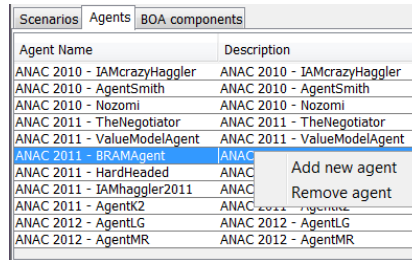 Scenarios Agents BOA components
Agent Name Description
ANAC 2010 - IAMcrazyHaggler ANAC 2010 - IAMcrazyHaggler
ANAC 2010 - AgentSmith ANAC 2010 - AgentSmith
ANAC 2010 - Nozomi ANAC 2010 - Nozomi
ANAC 2011 - TheNegotiator ANAC 2011 - TheNegotiator
ANAC 2011 - ValueModelAgent ANAC 2011 - ValueModelAgent
ANAC 2011 - BRAMAgent ANAC
ANAC 2011 - HardHeaded ANAC Add new agent
ANAC 2011 - IAMhaggler2011 ANAC Remove agent
ANAC 2011 - AgentK2 ANAC 2011 - AgentK2
ANAC 2012 - AgentLG ANAC 2012 - AgentLG
ANAC 2012 - AgentMR ANAC 2012 - AgentMR